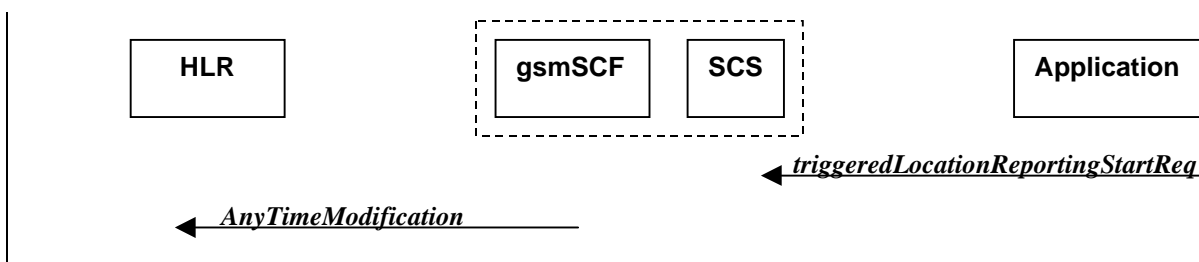 HLR
gsmSCF
SCS
Application
triggeredLocationReportingStartReq
AnyTimeModification